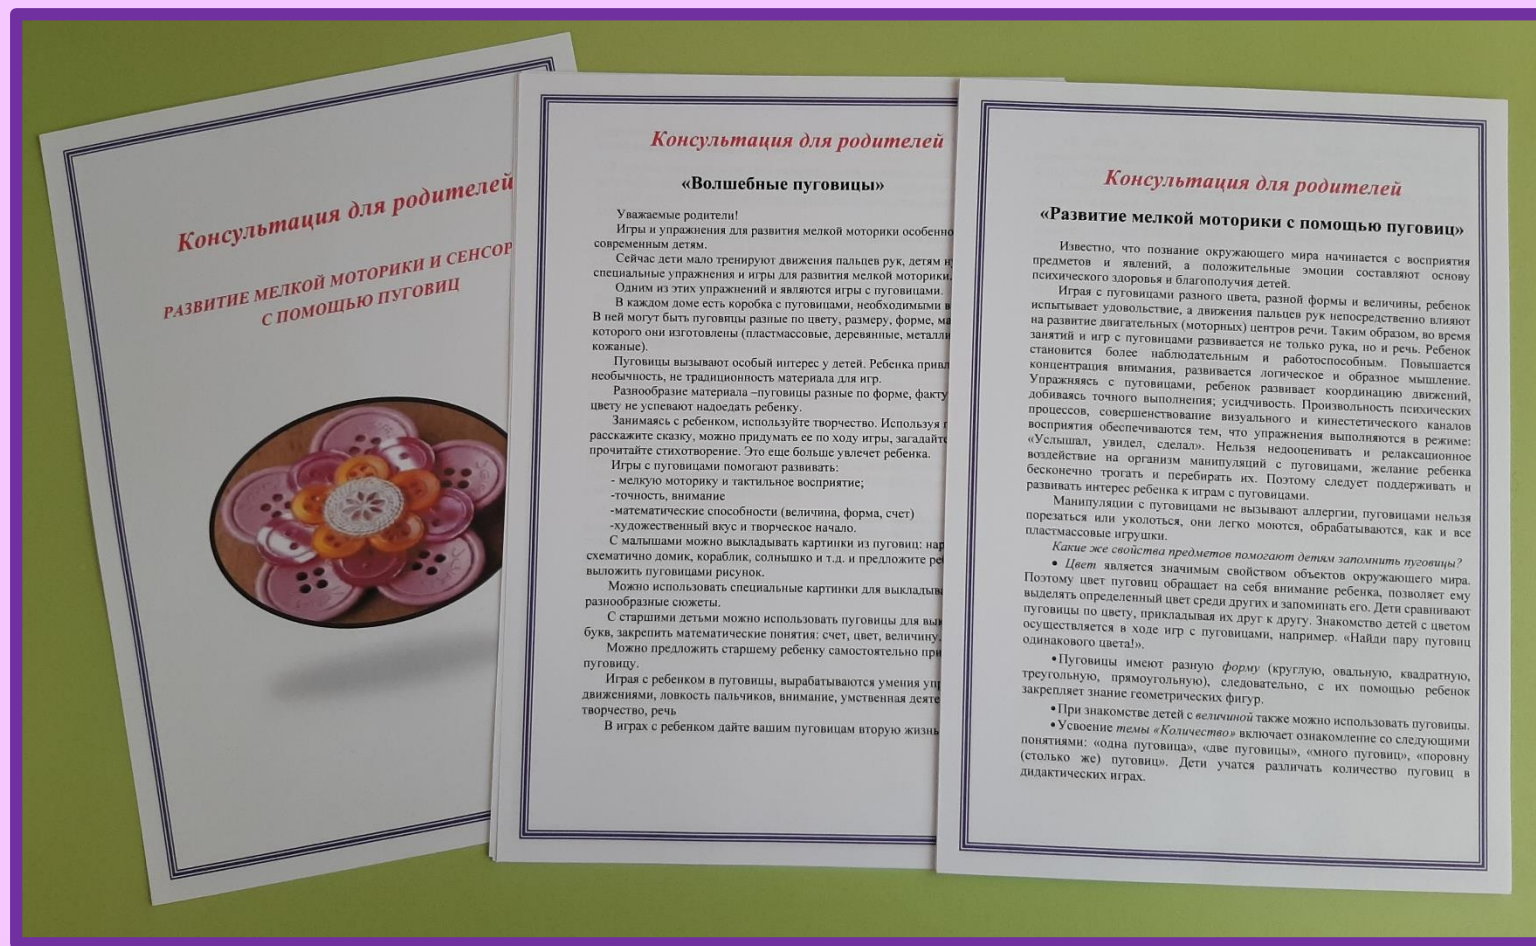 Консультация для родителей
РАЗВИТИЕ МЕЛКОЙ МОТОРИКИ И СЕНСОР
С ПОМОЩЬЮ ПУГОВИЦ
Консультация для родителей
«Волшебные пуговицы»
Уважаемые родители!
Игры и упражнения для развития мелкой моторики особенно
современным детям.
Сейчас дети мало тренируют движения пальцев рук, детям н
специальные упражнения и игры для развития мелкой моторики.
Одним из этих упражнений и являются игры с пуговицами.
В каждом доме есть коробка с пуговицами, необходимыми в
В ней могут быть пуговицы разные по цвету, размеру, форме, ма
которого они изготовлены (пластмассовые, деревянные, металли
кожаные).
Пуговицы вызывают особый интерес у детей. Ребенка привл
необычность, не традиционность материала для игр.
Разнообразие материала –пуговицы разные по форме, факту
цвету не успевают надоедать ребенку.
Занимаясь с ребенком, используйте творчество. Используя
расскажите сказку, можно придумать ее по ходу игры, загадайте
прочитайте стихотворение. Это еще больше увлечет ребенка.
Игры с пуговицами помогают развивать:
- мелкую моторику и тактильное восприятие;
-точность, внимание
-математические способности (величина, форма, счет)
-художественный вкус и творческое начало.
С малышами можно выкладывать картинки из пуговиц: нар
схематично домик, кораблик, солнышко и т.д. и предложите ре
выложить пуговицами рисунок.
Можно использовать специальные картинки для выкладыва
разнообразные сюжеты.
С старшими детьми можно использовать пуговицы для вык
букв, закрепить математические понятия: счет, цвет, величину.
Можно предложить старшему ребенку самостоятельно при
пуговицу.
Играя с ребенком в пуговицы, вырабатываются умения упр
движениями, ловкость пальчиков, внимание, умственная деяте
творчество, речь
В играх с ребенком дайте вашим пуговицам вторую жизнь
Консультация для родителей
«Развитие мелкой моторики с помощью пуговиц»
Известно, что познание окружающего мира начинается с восприятия
предметов и явлений, а положительные эмоции составляют основу
психического здоровья и благополучия детей.
Играя с пуговицами разного цвета, разной формы и величины, ребенок
испытывает удовольствие, а движения пальцев рук непосредственно влияют
на развитие двигательных (моторных) центров речи. Таким образом, во время
занятий и игр с пуговицами развивается не только рука, но и речь. Ребенок
становится более наблюдательным и работоспособным. Повышается
концентрация внимания, развивается логическое и образное мышление.
Упражняясь с пуговицами, ребенок развивает координацию движений,
добиваясь точного выполнения; усидчивость. Произвольность психических
процессов, совершенствование визуального и кинестетического каналов
восприятия обеспечиваются тем, что упражнения выполняются в режиме:
«Услышал, увидел, сделал». Нельзя недооценивать и релаксационное
воздействие на организм манипуляций с пуговицами, желание ребенка
бесконечно трогать и перебирать их. Поэтому следует поддерживать и
развивать интерес ребенка к играм с пуговицами.
Манипуляции с пуговицами не вызывают аллергии, пуговицами нельзя
порезаться или уколоться, они легко моются, обрабатываются, как и все
пластмассовые игрушки.
Какие же свойства предметов помогают детям запомнить пуговицы?
• Цвет является значимым свойством объектов окружающего мира.
Поэтому цвет пуговиц обращает на себя внимание ребенка, позволяет ему
выделять определенный цвет среди других и запоминать его. Дети сравнивают
пуговицы по цвету, прикладывая их друг к другу. Знакомство детей с цветом
осуществляется в ходе игр с пуговицами, например. «Найди пару пуговиц
одинакового цвета!».
•Пуговицы имеют разную форму (круглую, овальную, квадратную,
треугольную, прямоугольную), следовательно, с их помощью ребенок
закрепляет знание геометрических фигур.
•При знакомстве детей с величиной также можно использовать пуговицы.
•Усвоение темы «Количество» включает ознакомление со следующими
понятиями: «одна пуговица», «две пуговицы», «много пуговиц», «поровну
(столько же) пуговиц». Дети учатся различать количество пуговиц в
дидактических играх.